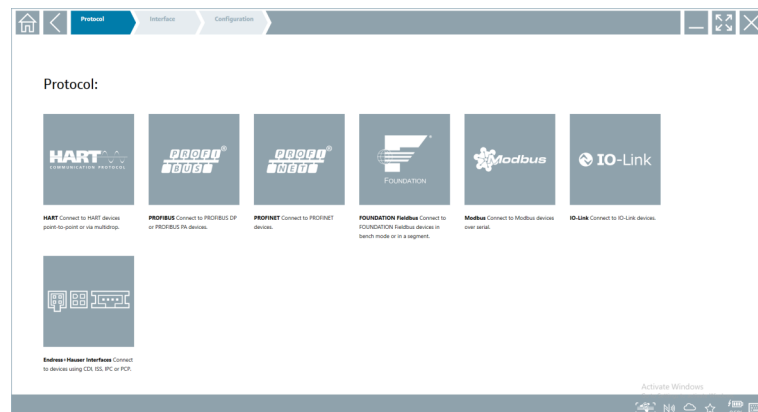 Protocol
Interface
Configuration
Protocol:
HART
COMMUNICATION PROTOCOL
PROFI
BUS
PROFI
NET
FOUNDATION
Modbus
IO-Link
HART Connect to HART devices
point-to-point or via multidrop.
PROFIBUS Connect to PROFIBUS DP
or PROFIBUS PA devices.
PROFINET Connect to PROFINET
devices.
FOUNDATION Fieldbus Connect to
FOUNDATION Fieldbus devices in
bench mode or in a segment.
Modbus Connect to Modbus devices
over serial.
IO-Link Connect to IO-Link devices.
Endress+Hauser Interfaces Connect
to devices using CDI, ISS, IPC or PCP.
Activate Windows